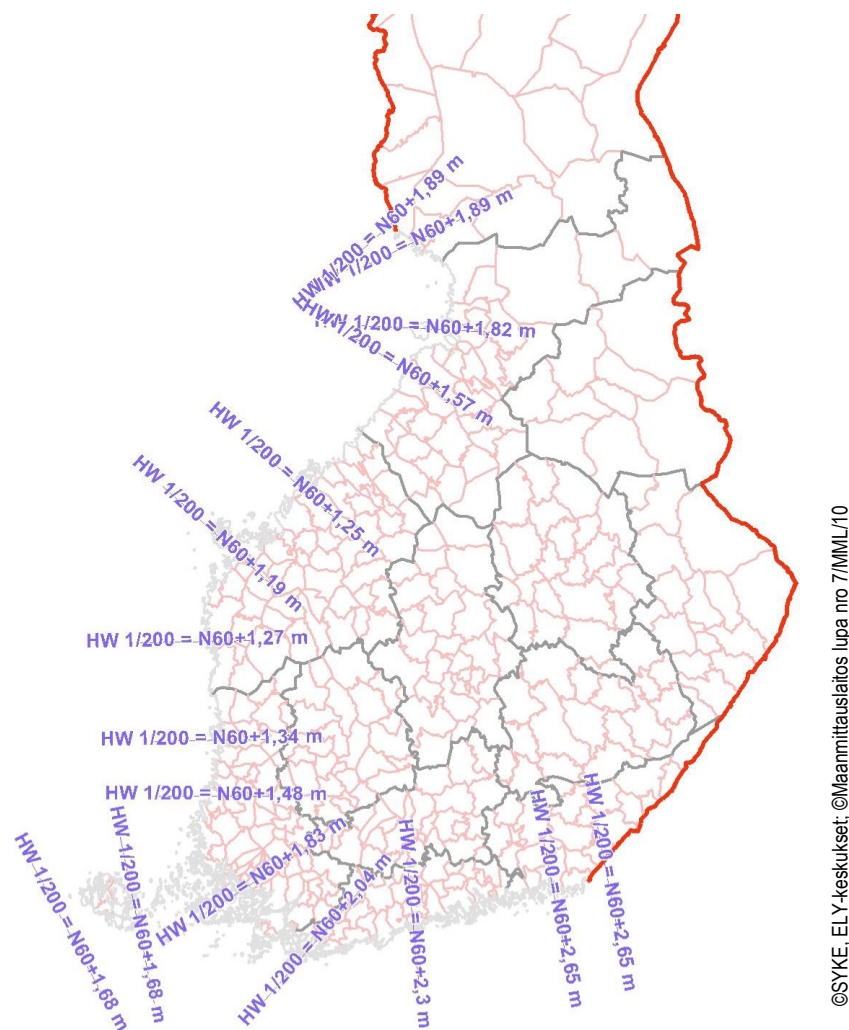 HW 1/200 = N60+1,89 m
HW 1/200 = N60+1,89 m
HW 1/200 = N60+1,82 m
HW 1/200 = N60+1,57 m
HW 1/200 = N60+1,25 m
HW 1/200 = N60+1,19 m
HW 1/200 = N60+1,27 m
HW 1/200 = N60+1,34 m
HW 1/200 = N60+1,48 m
HW 1/200 = N60+1,83 m
HW 1/200 = N60+1,68 m
HW 1/200 = N60+1,68 m
HW 1/200 = N60+2,04 m
HW 1/200 = N60+2,3 m
HW 1/200 = N60+2,65 m
HW 1/200 = N60+2,65 m
©SYKE, ELY-keskukset; ©Maanmittauslaitos lupa nro 7/MML/10